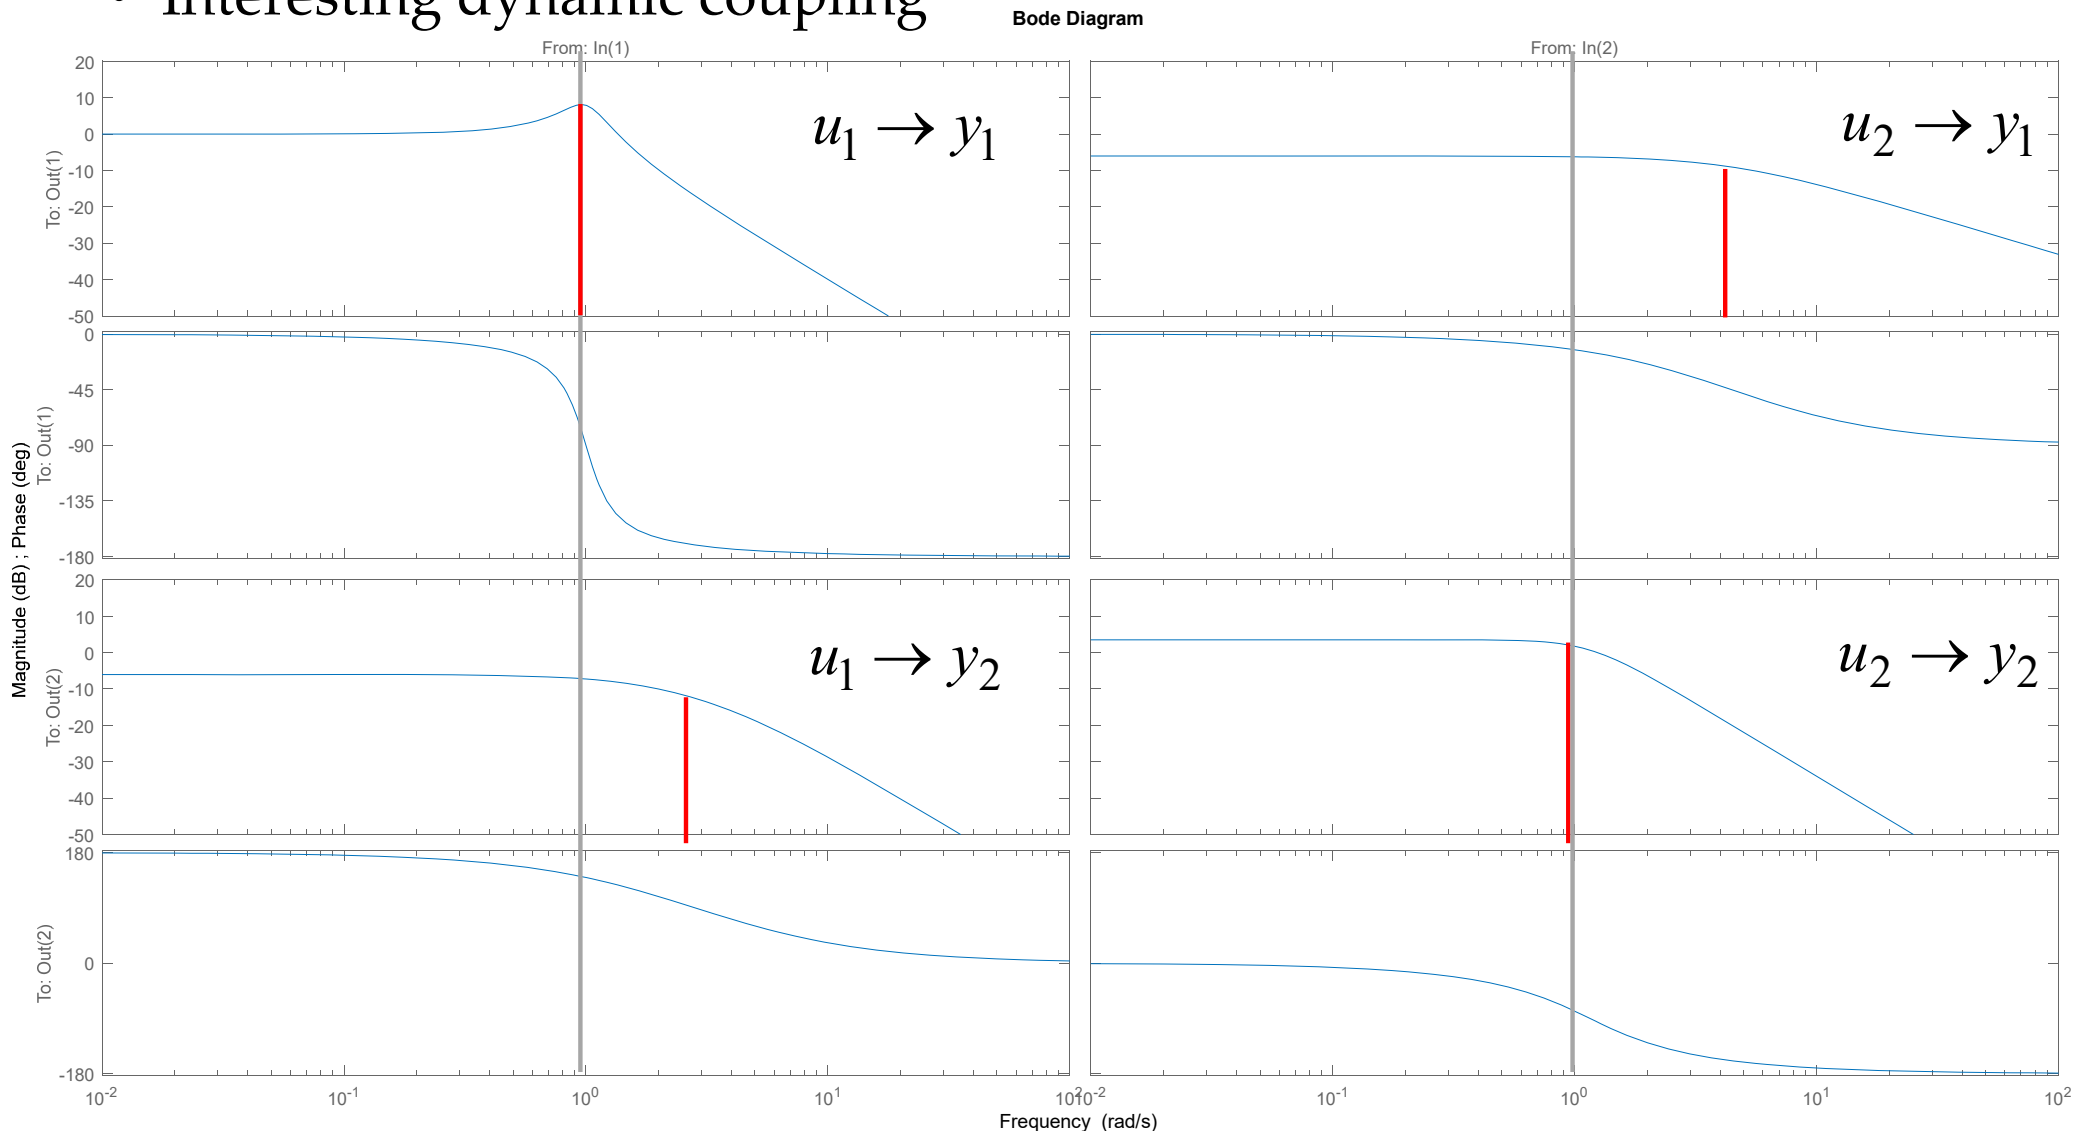 • Interesting dynamic coupling
Bode Diagram
From: In(1)
From: In(2)
20
10
0
-10
-20
-30
-40
-50
To: Out(1)
u₁ → y₁
u₂ → y₁
0
-45
-90
-135
-180
To: Out(1)
Magnitude (dB) ; Phase (deg)
20
10
0
-10
-20
-30
-40
-50
To: Out(2)
u₁ → y₂
u₂ → y₂
180
0
-180
To: Out(2)
10⁻² 10⁻¹ 10⁰ 10¹ 10⁻² 10⁻¹ 10⁰ 10¹ 10²
Frequency (rad/s)